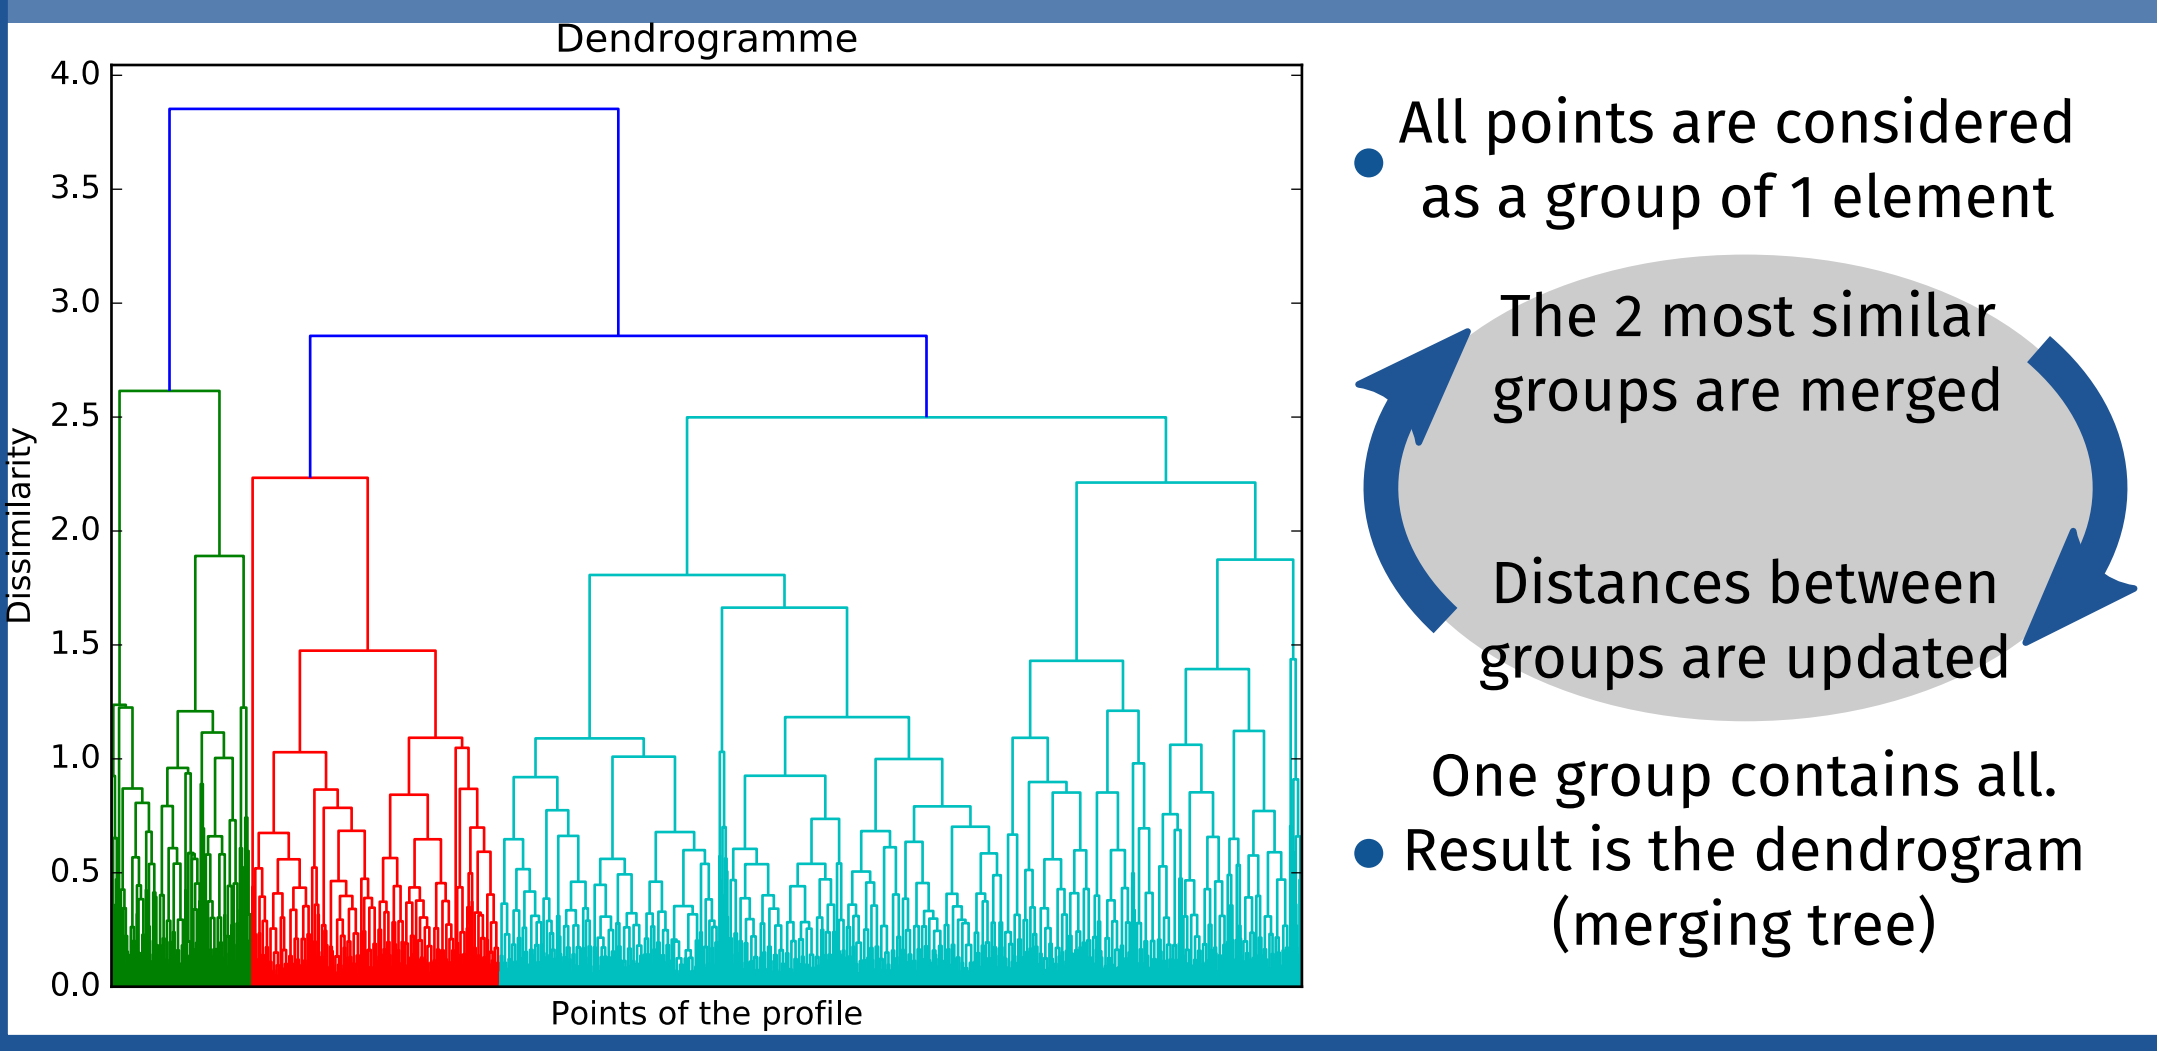 Dendrogramme
4.0
3.5
3.0
2.5
2.0
1.5
1.0
0.5
0.0
Dissimilarity
Points of the profile
All points are considered
as a group of 1 element
The 2 most similar
groups are merged
Distances between
groups are updated
One group contains all.
Result is the dendrogram
(merging tree)